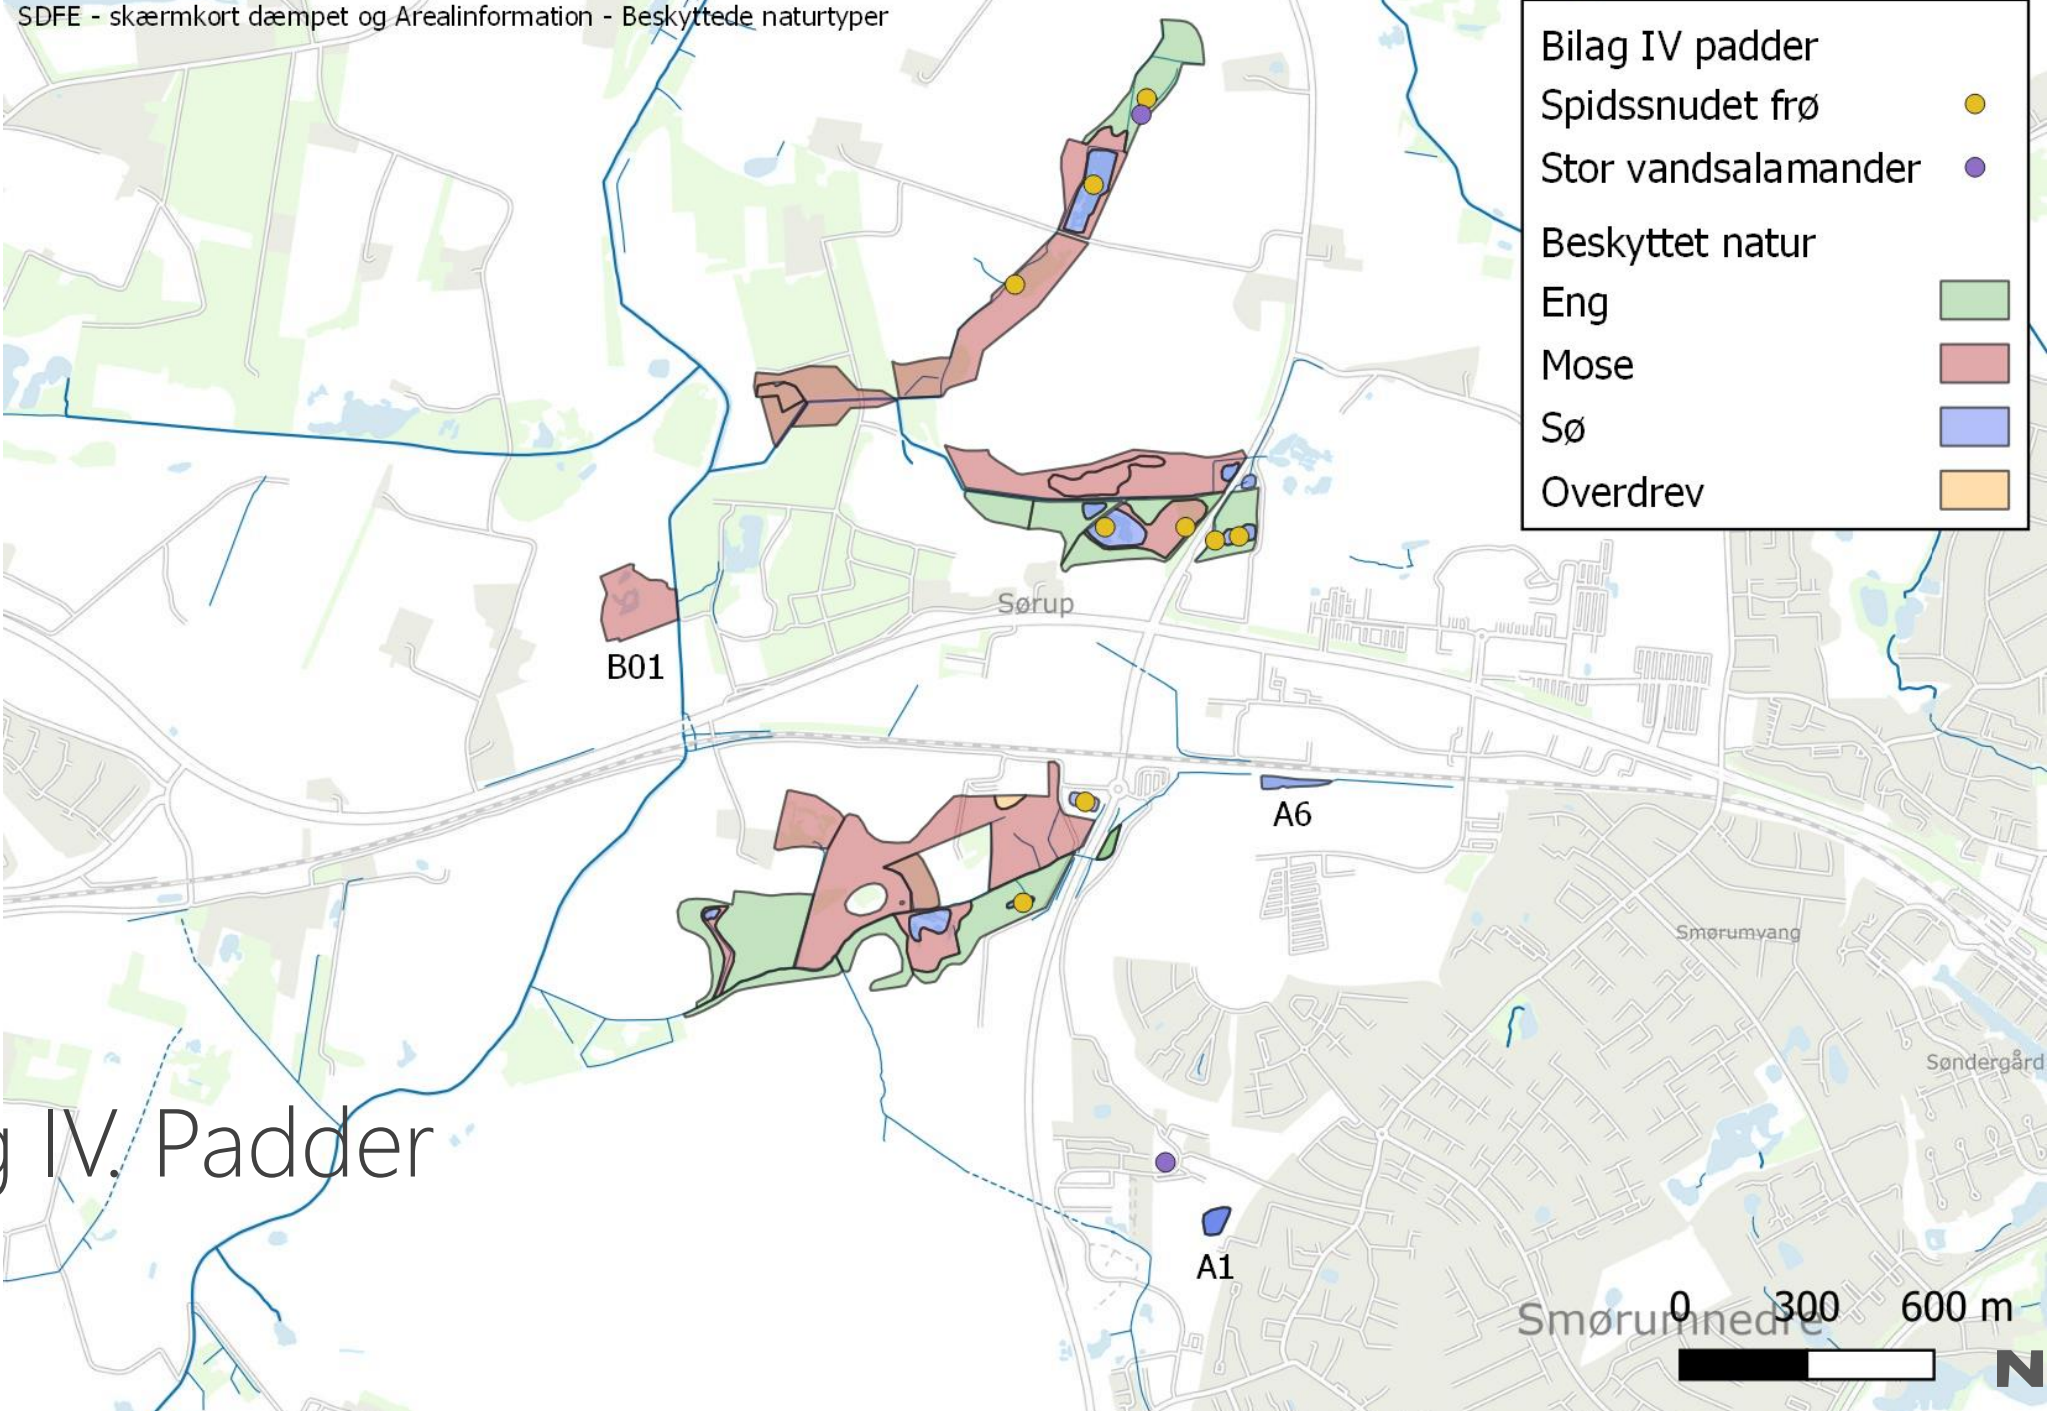 SDFE - skærmkort dæmpet og Arealinformation - Beskyttede naturtyper
Bilag IV padder
Spidssnudet frø
Stor vandsalamander
Beskyttet natur
Eng
Mose
Sø
Overdrev
Sørup
B01
A6
Smørumvang
Søndergård
g IV. Padder
A1
Smørumnedre
0 300 600 m
N